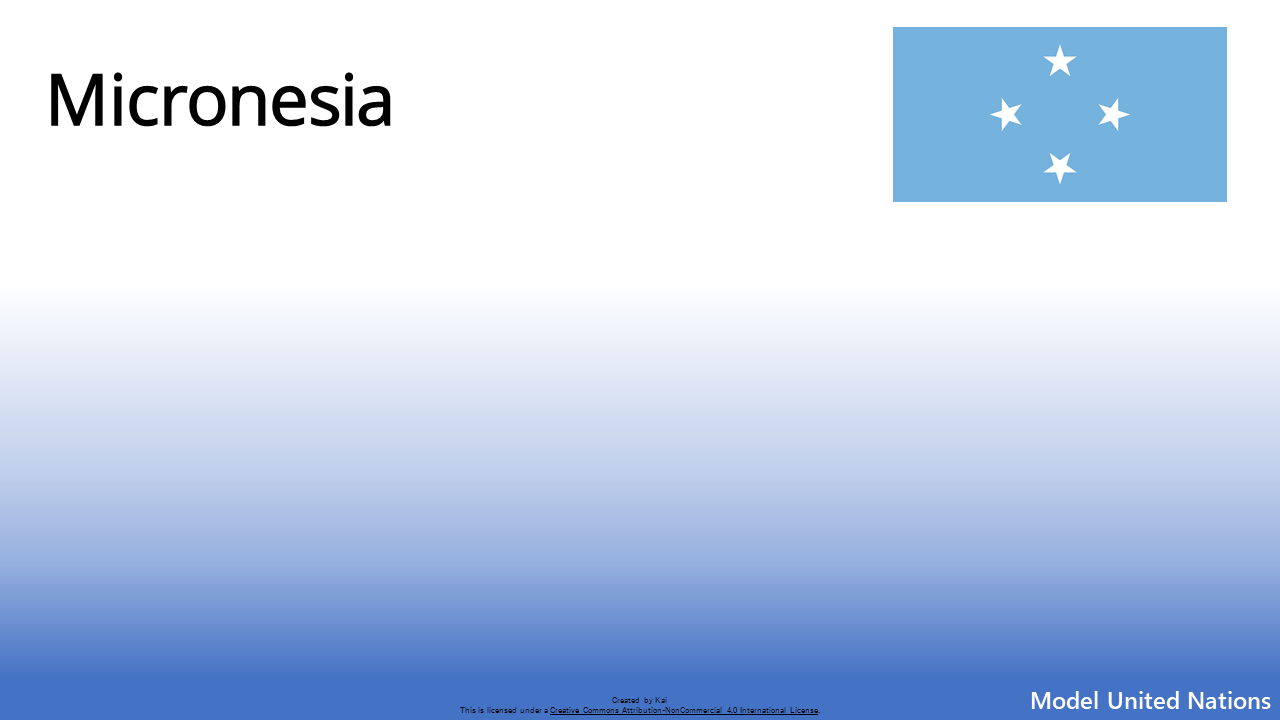 Micronesia
Created by Kai
This is licensed under a Creative Commons Attribution-NonCommercial 4.0 International License.
Model United Nations